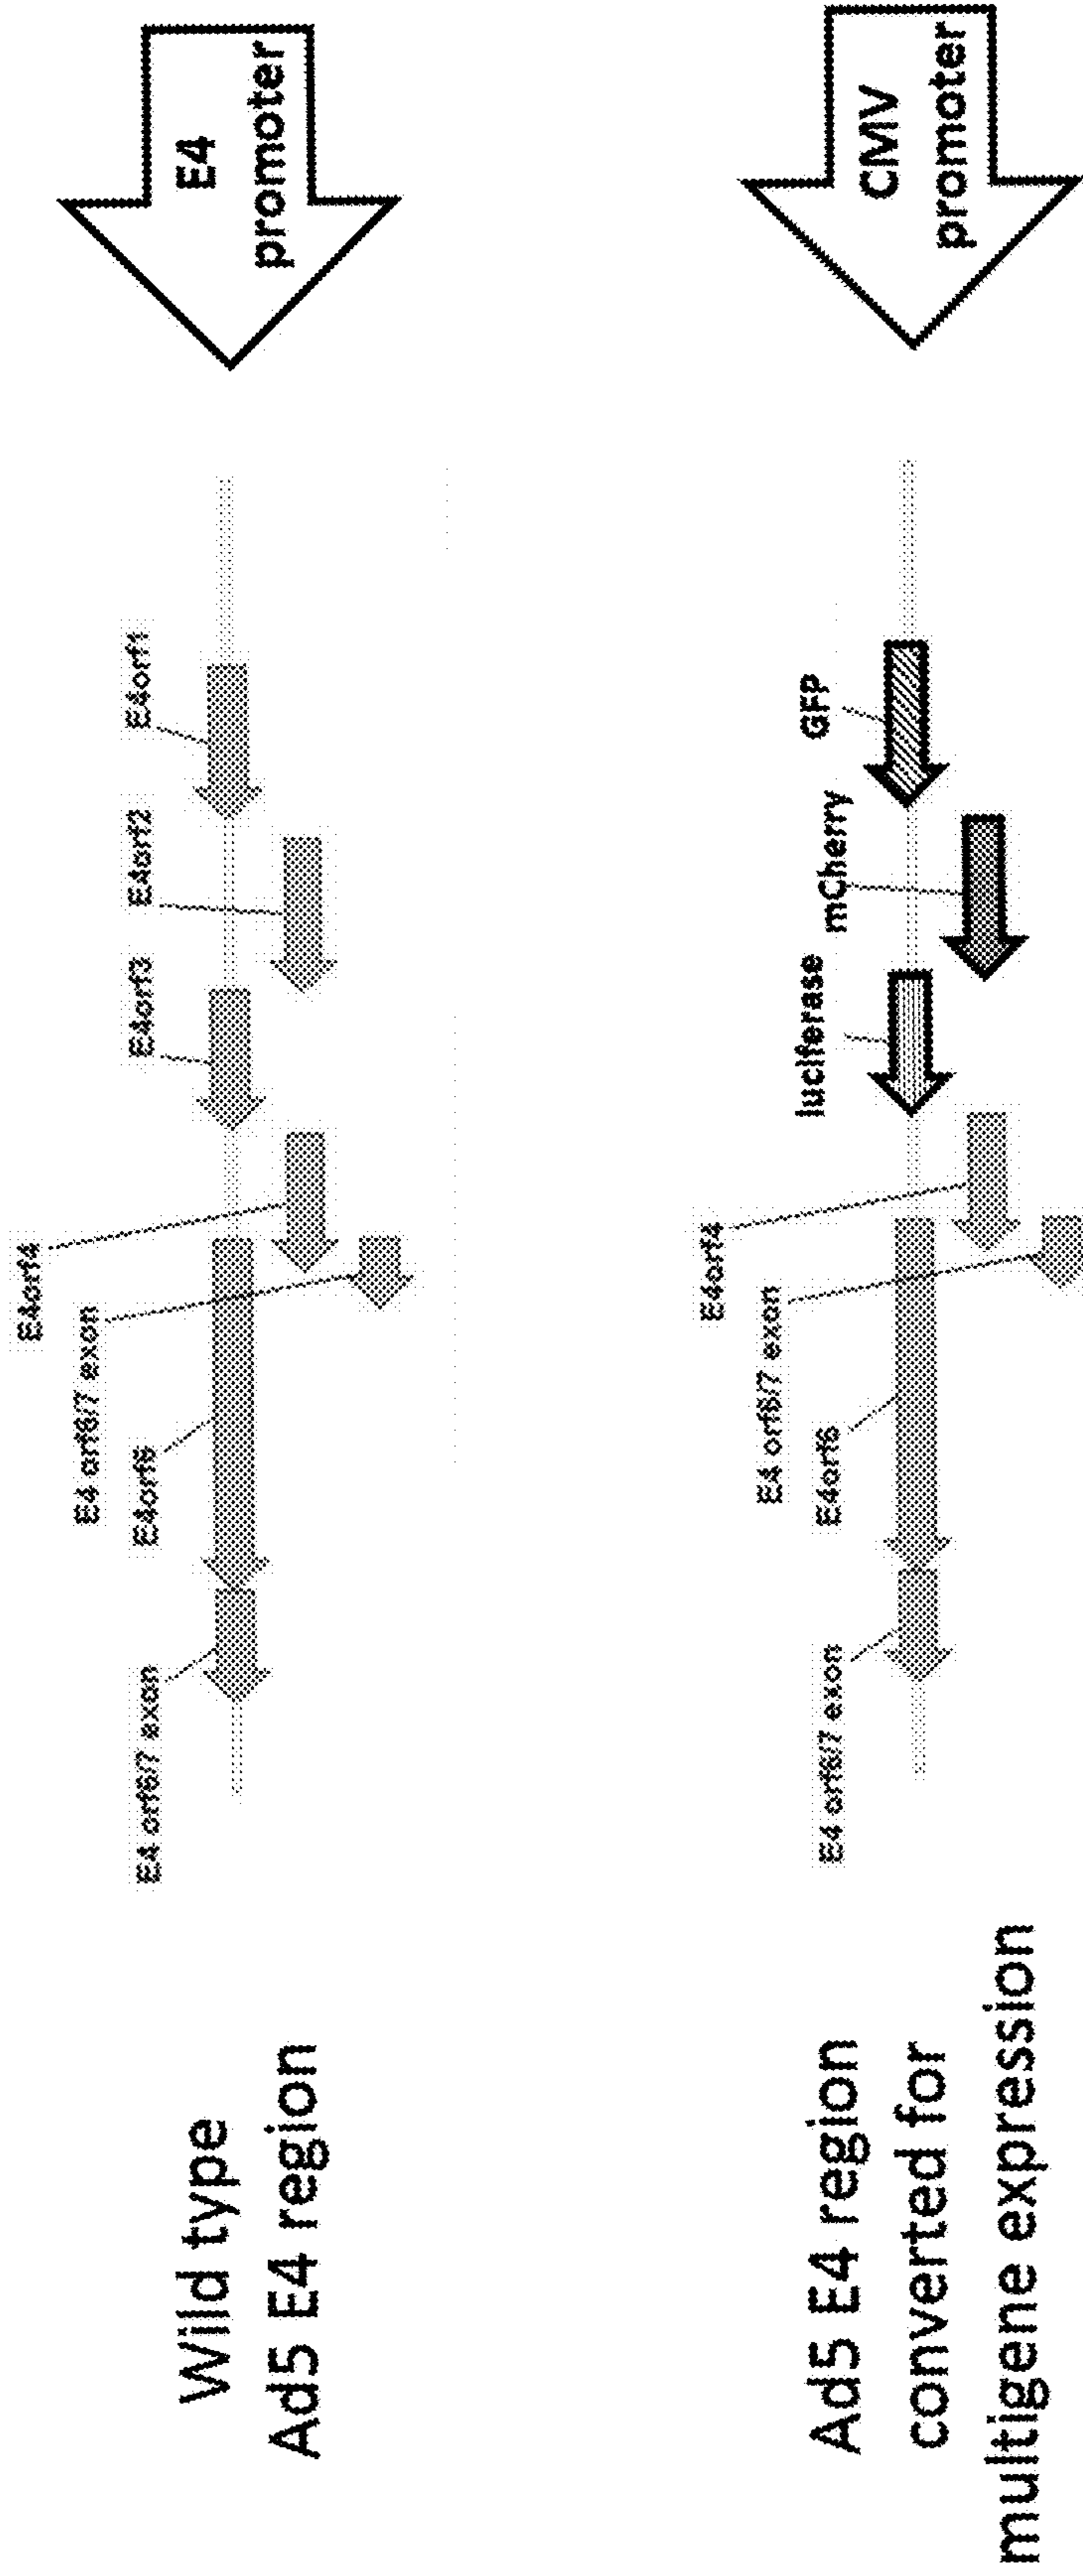 Wild type
Ad5 E4 region
E4 orf6/7 exon
E4orf6
E4 orf6/7 exon
E4orf4
E4orf3
E4orf2
E4orf1
E4
promoter
Ad5 E4 region
converted for
multigene expression
E4 orf6/7 exon
E4orf6
E4 orf6/7 exon
E4orf4
luciferase
mCherry
GFP
CMV
promoter